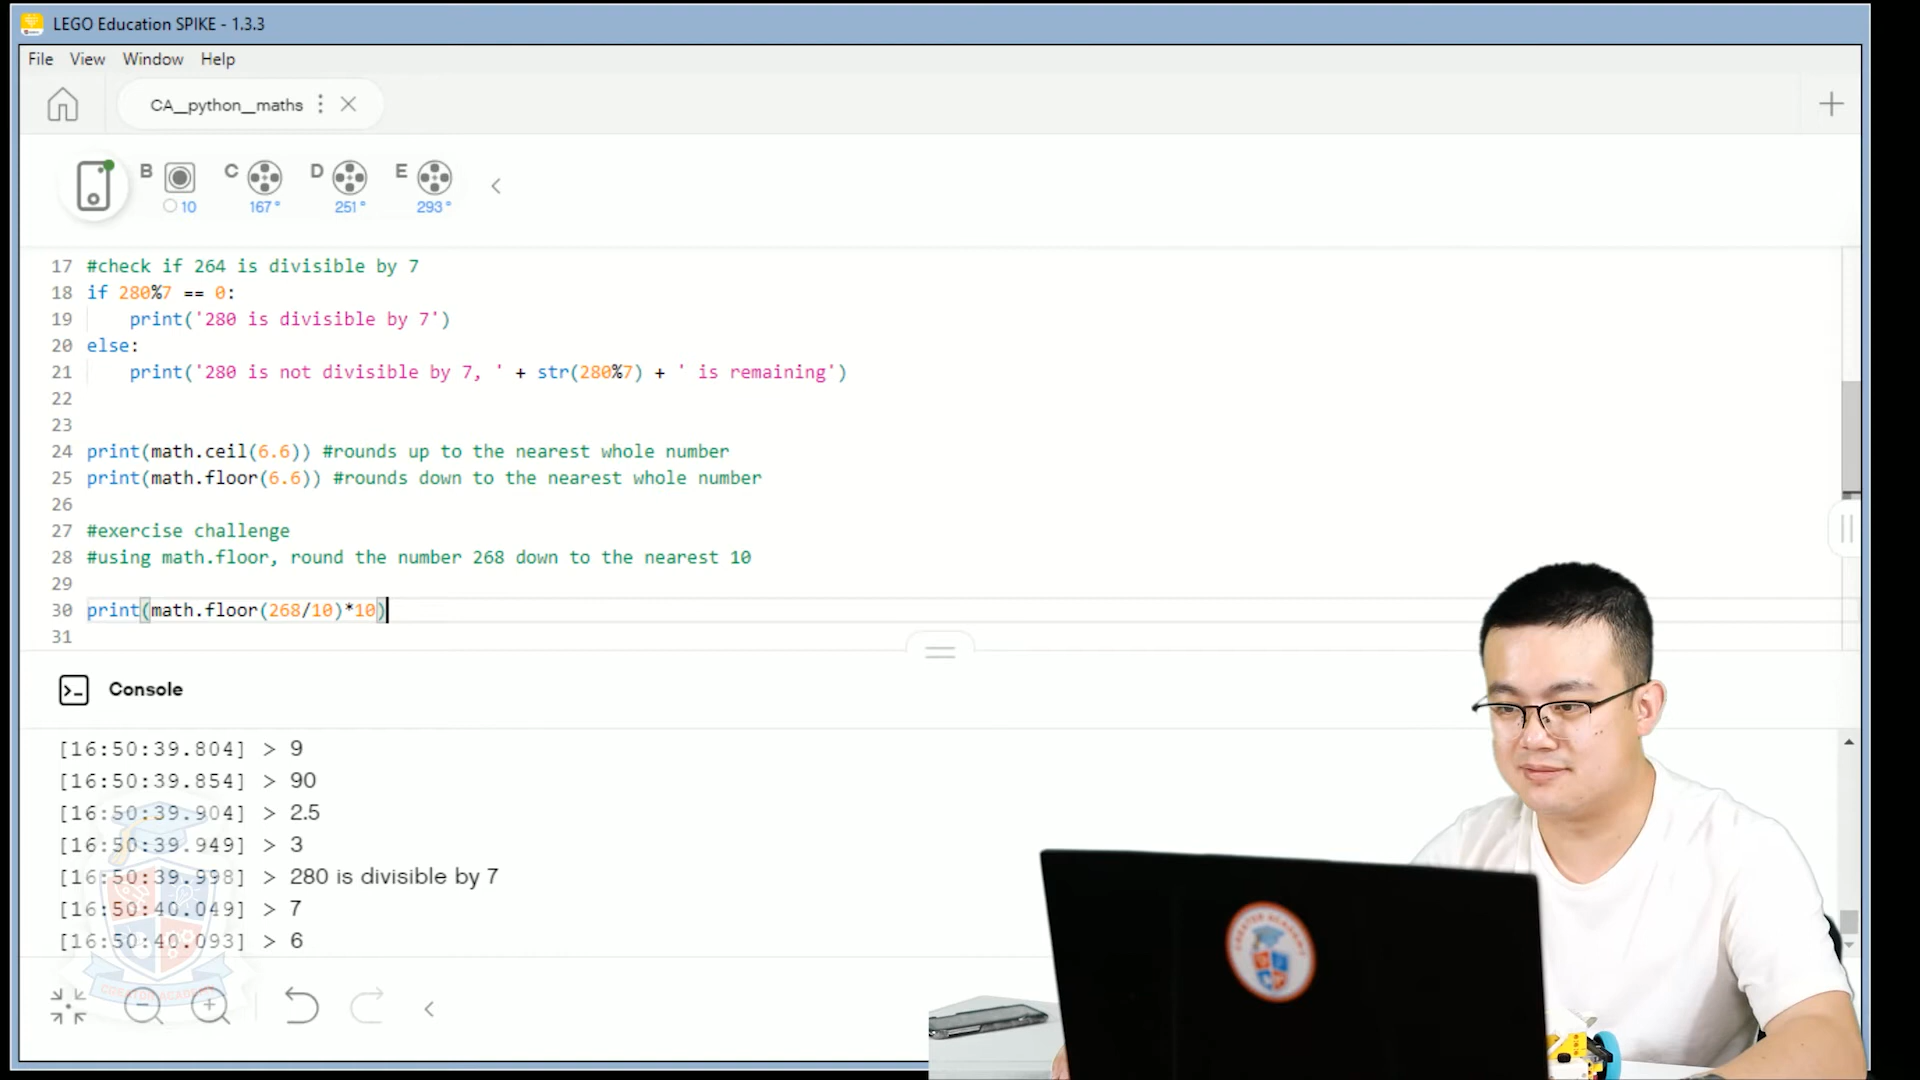 LEGO Education SPIKE - 1.3.3
File View Window Help
CA_python_maths
B C D E
10 167° 251° 293°
17 #check if 264 is divisible by 7
18 if 280%7 == 0:
19 print('280 is divisible by 7')
20 else:
21 print('280 is not divisible by 7, ' + str(280%7) + ' is remaining')
22
23
24 print(math.ceil(6.6)) #rounds up to the nearest whole number
25 print(math.floor(6.6)) #rounds down to the nearest whole number
26
27 #exercise challenge
28 #using math.floor, round the number 268 down to the nearest 10
29
30 print(math.floor(268/10)*10)
31
Console
[16:50:39.804] > 9
[16:50:39.854] > 90
[16:50:39.904] > 2.5
[16:50:39.949] > 3
[16:50:39.998] > 280 is divisible by 7
[16:50:40.049] > 7
[16:50:40.093] > 6
CREATOR ACADEMY
CREATOR ACADEMY